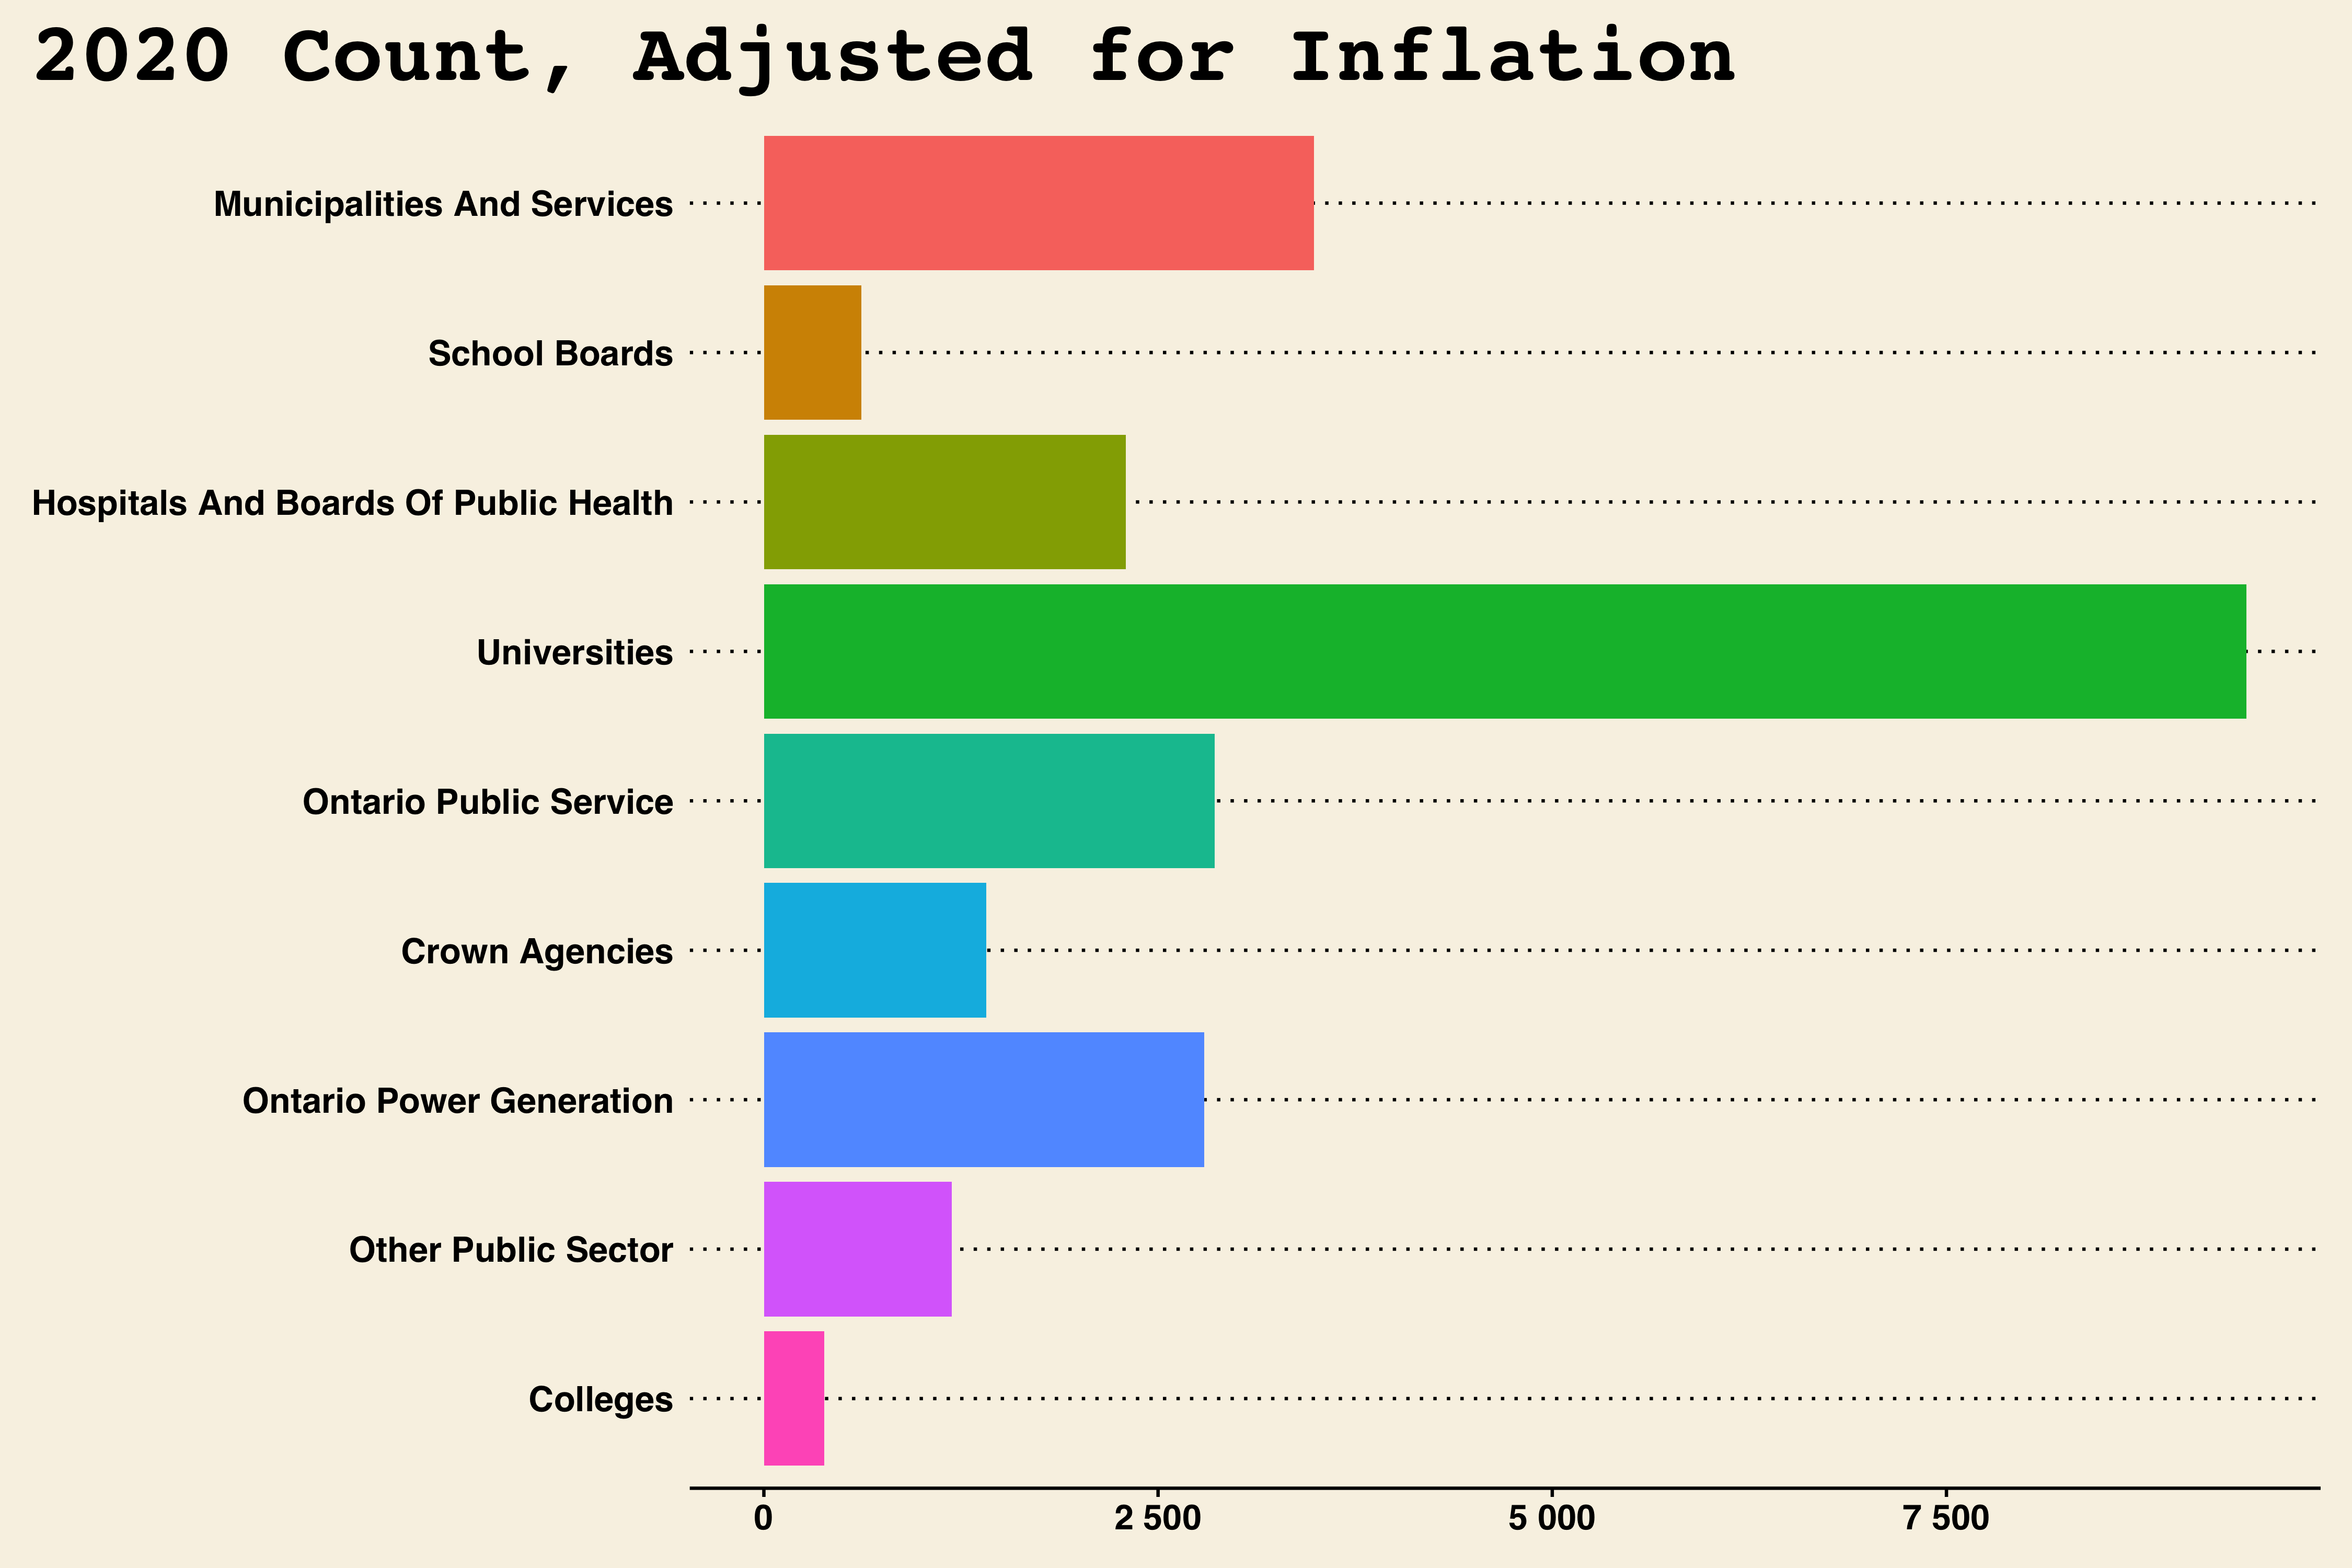 2020 Count, Adjusted for Inflation
Municipalities And Services
School Boards
Hospitals And Boards Of Public Health
Universities
Ontario Public Service
Crown Agencies
Ontario Power Generation
Other Public Sector
Colleges
0 2 500 5 000 7 500